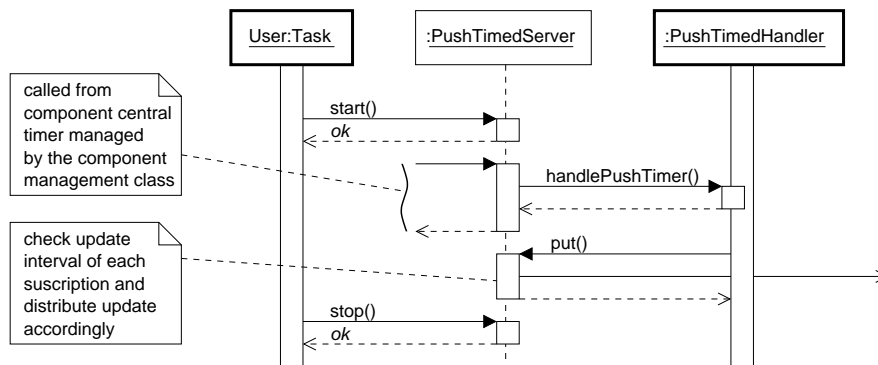 User:Task
:PushTimedServer
:PushTimedHandler
called from
component central
timer managed
by the component
management class
start()
ok
handlePushTimer()
check update
interval of each
suscription and
distribute update
accordingly
put()
stop()
ok